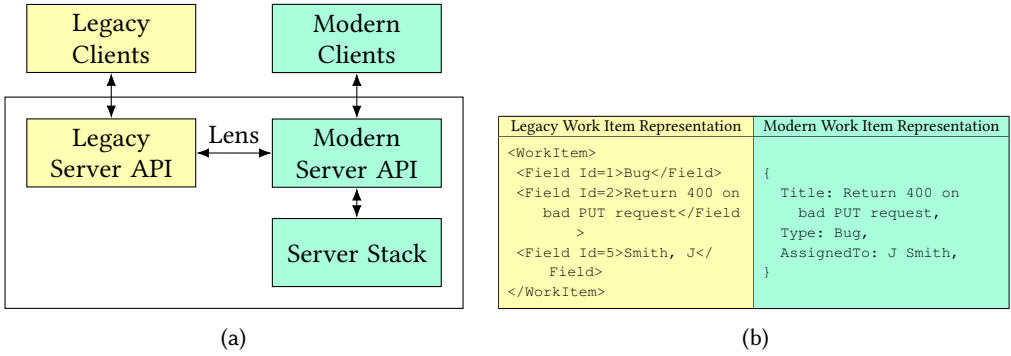 Legacy
Clients
Modern
Clients
Legacy
Server API
Lens
Modern
Server API
Server Stack
(a)
Legacy Work Item Representation
<WorkItem>
<Field Id=1>Bug</Field>
<Field Id=2>Return 400 on
bad PUT request</Field
>
<Field Id=5>Smith, J</
Field>
</WorkItem>
Modern Work Item Representation
{
Title: Return 400 on
bad PUT request,
Type: Bug,
AssignedTo: J Smith,
}
(b)